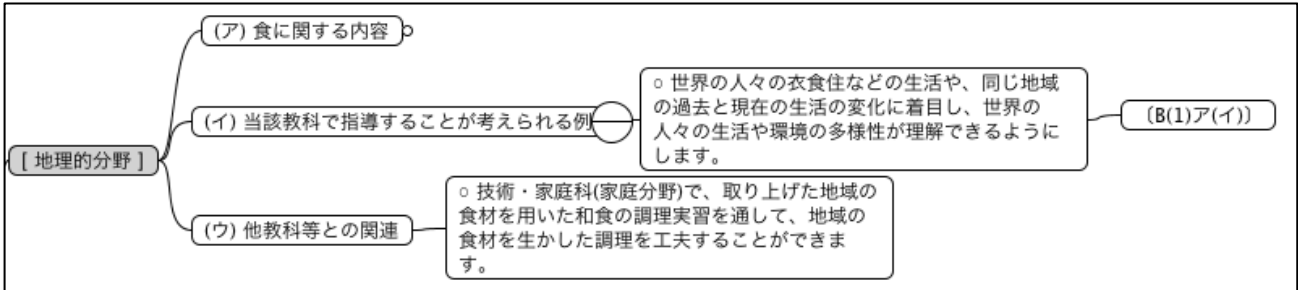 (ア) 食に関する内容
○ 世界の人々の衣食住などの生活や、同じ地域
の過去と現在の生活の変化に着目し、世界の
人々の生活や環境の多様性が理解できるように
します。
(イ) 当該教科で指導することが考えられる例
〔B(1)ア(イ)〕
[ 地理的分野 ]
○ 技術・家庭科(家庭分野)で、取り上げた地域の
食材を用いた和食の調理実習を通して、地域の
食材を生かした調理を工夫することができま
す。
(ウ) 他教科等との関連